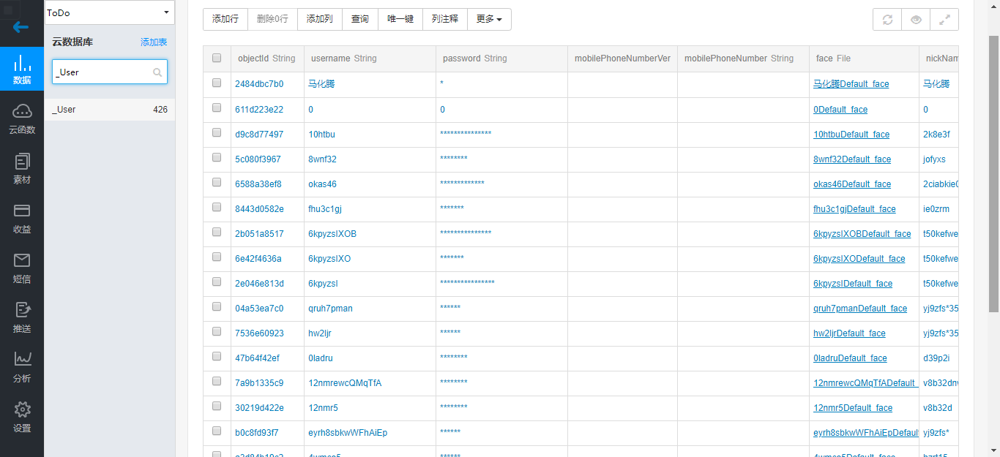 ToDo
云数据库 添加表
_User
_User 426
数据
云函数
素材
收益
短信
推送
分析
设置
添加行 删除0行 添加列 查询 唯一键 列注释 更多
objectId String username String password String mobilePhoneNumberVer mobilePhoneNumber String face File nickNam
2484dbc7b0 马化腾 * 马化腾Default_face 马化腾
611d223e22 0 0 0Default_face 0
d9c8d77497 10htbu *************** 10htbuDefault_face 2k8e3f
5c080f3967 8wnf32 ******** 8wnf32Default_face jofyxs
6588a38ef8 okas46 ************* okas46Default_face 2ciabkie0
8443d0582e fhu3c1gj ******* fhu3c1gjDefault_face ie0zrm
2b051a8517 6kpyzsIXOB *************** 6kpyzsIXOBDefault_face t50kefwe
6e42f4636a 6kpyzsIXO ******* 6kpyzsIXODefault_face t50kefwe
2e046e813d 6kpyzsI **************** 6kpyzsIDefault_face t50kefwe
04a53ea7c0 qruh7pman ****** qruh7pmanDefault_face yj9zfs*35
7536e60923 hw2ljr ****** hw2ljrDefault_face yj9zfs*35
47b64f42ef 0ladru ******** 0ladruDefault_face d39p2i
7a9b1335c9 12nmrewcQMqTfA ******** 12nmrewcQMqTfADefault_ v8b32dnv
30219d422e 12nmr5 ******** 12nmr5Default_face v8b32d
b0c8fd93f7 eyrh8sbkwWFhAiEp ****** eyrh8sbkwWFhAiEpDefaul yj9zfs*